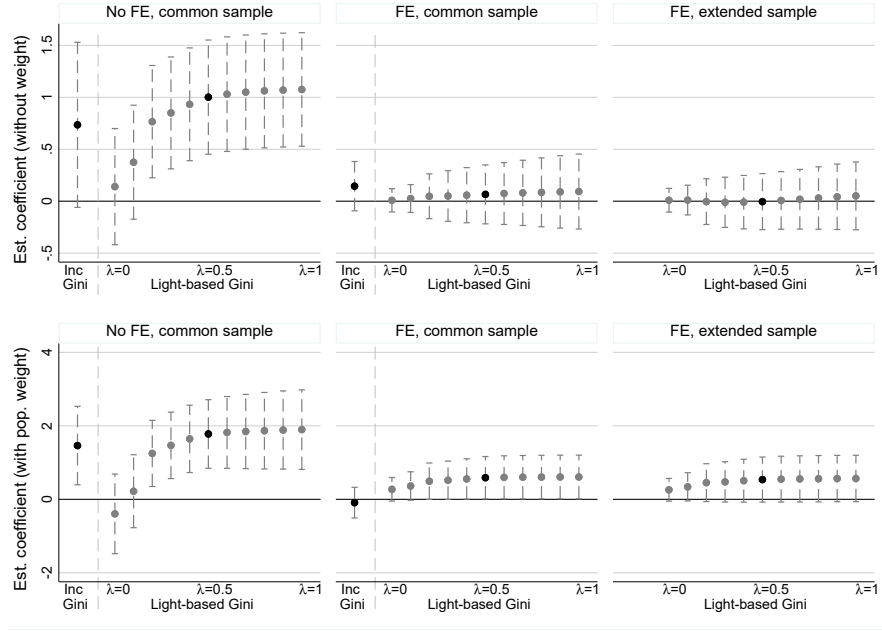 No FE, common sample
FE, common sample
FE, extended sample
Est. coefficient (without weight)
1.5
1
.5
0
-.5
Inc
Gini
λ=0
λ=0.5
λ=1
Light-based Gini
Inc
Gini
λ=0
λ=0.5
λ=1
Light-based Gini
λ=0
λ=0.5
λ=1
Light-based Gini
No FE, common sample
FE, common sample
FE, extended sample
Est. coefficient (with pop. weight)
4
2
0
-2
Inc
Gini
λ=0
λ=0.5
λ=1
Light-based Gini
Inc
Gini
λ=0
λ=0.5
λ=1
Light-based Gini
λ=0
λ=0.5
λ=1
Light-based Gini